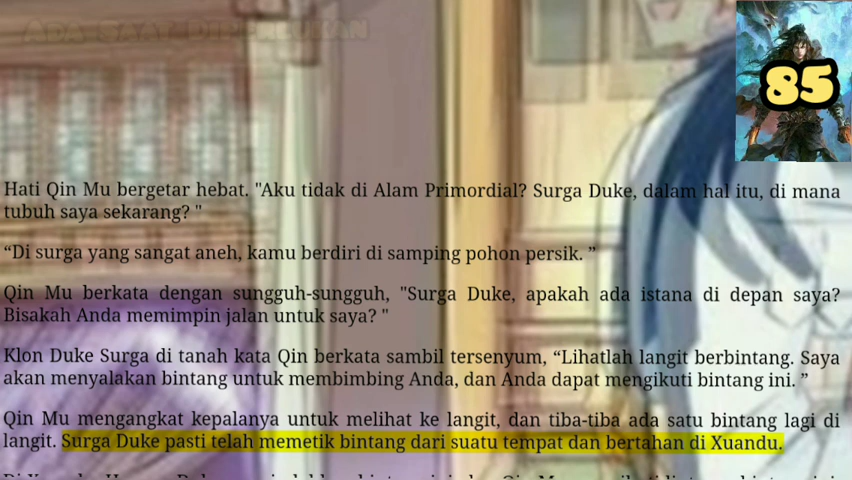 ADA SAAT DIPERLUKAN
85
Hati Qin Mu bergetar hebat. "Aku tidak di Alam Primordial? Surga Duke, dalam hal itu, di mana
tubuh saya sekarang? "
“Di surga yang sangat aneh, kamu berdiri di samping pohon persik. ”
Qin Mu berkata dengan sungguh-sungguh, "Surga Duke, apakah ada istana di depan saya?
Bisakah Anda memimpin jalan untuk saya? "
Klon Duke Surga di tanah kata Qin berkata sambil tersenyum, “Lihatlah langit berbintang. Saya
akan menyalakan bintang untuk membimbing Anda, dan Anda dapat mengikuti bintang ini. ”
Qin Mu mengangkat kepalanya untuk melihat ke langit, dan tiba-tiba ada satu bintang lagi di
langit. Surga Duke pasti telah memetik bintang dari suatu tempat dan bertahan di Xuandu.